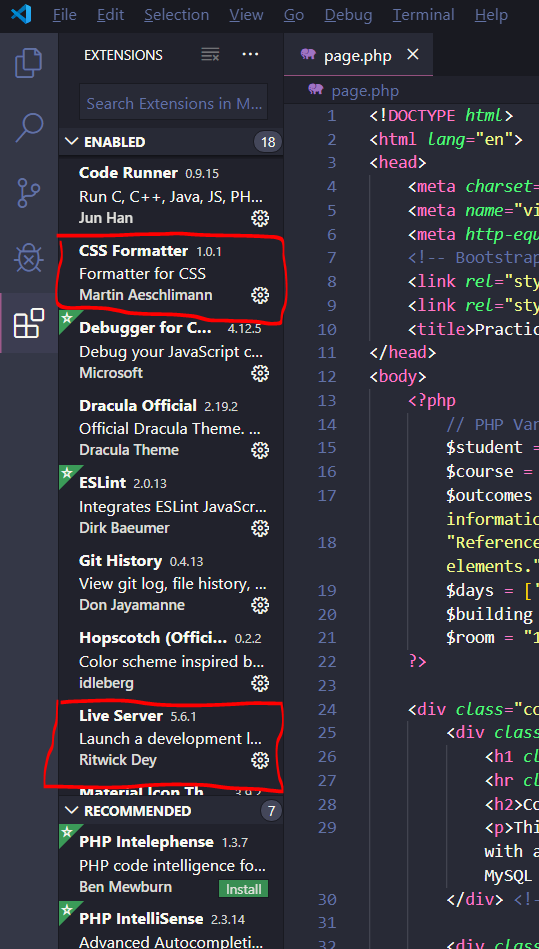 File Edit Selection View Go Debug Terminal Help
EXTENSIONS
page.php
Search Extensions in M...
page.php
ENABLED 18
Code Runner 0.9.15
Run C, C++, Java, JS, PH...
Jun Han
CSS Formatter 1.0.1
Formatter for CSS
Martin Aeschlimann
Debugger for C... 4.12.5
Debug your JavaScript c...
Microsoft
Dracula Official 2.19.2
Official Dracula Theme. ...
Dracula Theme
ESLint 2.0.13
Integrates ESLint JavaScr...
Dirk Baeumer
Git History 0.4.13
View git log, file history, ...
Don Jayamanne
Hopscotch (Offici... 0.2.2
Color scheme inspired b...
idleberg
Live Server 5.6.1
Launch a development l...
Ritwick Dey
Material Icon Th... 3.9.2
RECOMMENDED 7
PHP Intelephense 1.3.7
PHP code intelligence fo...
Ben Mewburn Install
PHP IntelliSense 2.3.14
Advanced Autocompleti...
1 <!DOCTYPE html>
2 <html lang="en">
3 <head>
4 <meta charset=
5 <meta name="vi
6 <meta http-equ
7 <!-- Bootstrap
8 <link rel="sty
9 <link rel="sty
10 <title>Practic
11 </head>
12 <body>
13 <?php
14 // PHP Var
15 $student =
16 $course =
17 $outcomes
informatio
18 "Reference
elements."
19 $days = ["
20 $building
21 $room = "1
22 ?>
23
24 <div class="co
25 <div class
26 <h1 cl
27 <hr cl
28 <h2>Co
29 <p>Thi
with a
MySQL
30 </div> <!-
31
32 <div class